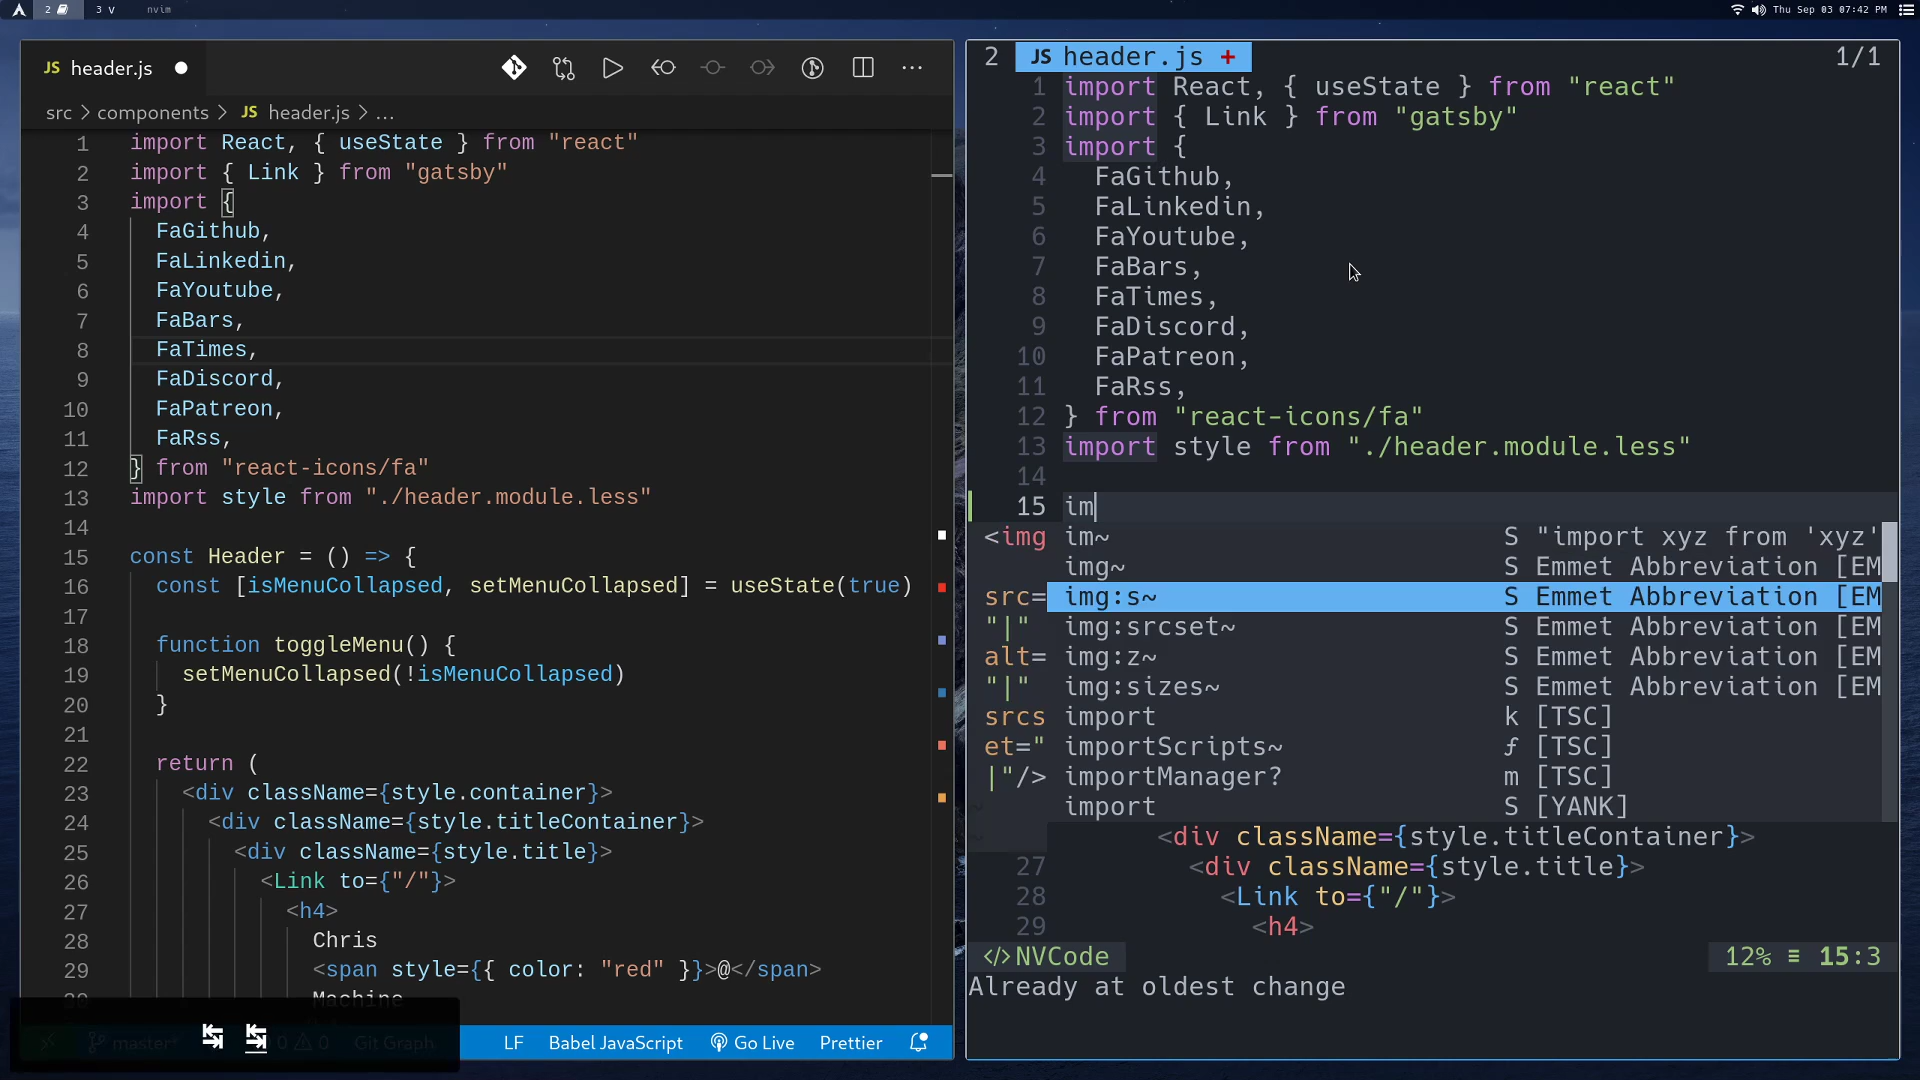 2
3 v
nvim
Thu Sep 03 07:42 PM
JS header.js
src > components > JS header.js > ...
1 import React, { useState } from "react"
2 import { Link } from "gatsby"
3 import {
4 FaGithub,
5 FaLinkedin,
6 FaYoutube,
7 FaBars,
8 FaTimes,
9 FaDiscord,
10 FaPatreon,
11 FaRss,
12 } from "react-icons/fa"
13 import style from "./header.module.less"
14
15 const Header = () => {
16 const [isMenuCollapsed, setMenuCollapsed] = useState(true)
17
18 function toggleMenu() {
19 setMenuCollapsed(!isMenuCollapsed)
20 }
21
22 return (
23 <div className={style.container}>
24 <div className={style.titleContainer}>
25 <div className={style.title}>
26 <Link to={"/"}>
27 <h4>
28 Chris
29 <span style={{ color: "red" }}>@</span>
30 Machine
master* 0 0 Git Graph LF Babel JavaScript Go Live Prettier
2 JS header.js + 1/1
1 import React, { useState } from "react"
2 import { Link } from "gatsby"
3 import {
4 FaGithub,
5 FaLinkedin,
6 FaYoutube,
7 FaBars,
8 FaTimes,
9 FaDiscord,
10 FaPatreon,
11 FaRss,
12 } from "react-icons/fa"
13 import style from "./header.module.less"
14
15 im
<img im~ S "import xyz from 'xyz'
img~ S Emmet Abbreviation [EM
src= img:s~ S Emmet Abbreviation [EM
"|" img:srcset~ S Emmet Abbreviation [EM
alt= img:z~ S Emmet Abbreviation [EM
"|" img:sizes~ S Emmet Abbreviation [EM
srcs import k [TSC]
et=" importScripts~ ƒ [TSC]
|"/> importManager? m [TSC]
~ import S [YANK]
~ <div className={style.titleContainer}>
27 <div className={style.title}>
28 <Link to={"/"}>
29 <h4>
</> NVCode 12% ≡ 15:3
Already at oldest change